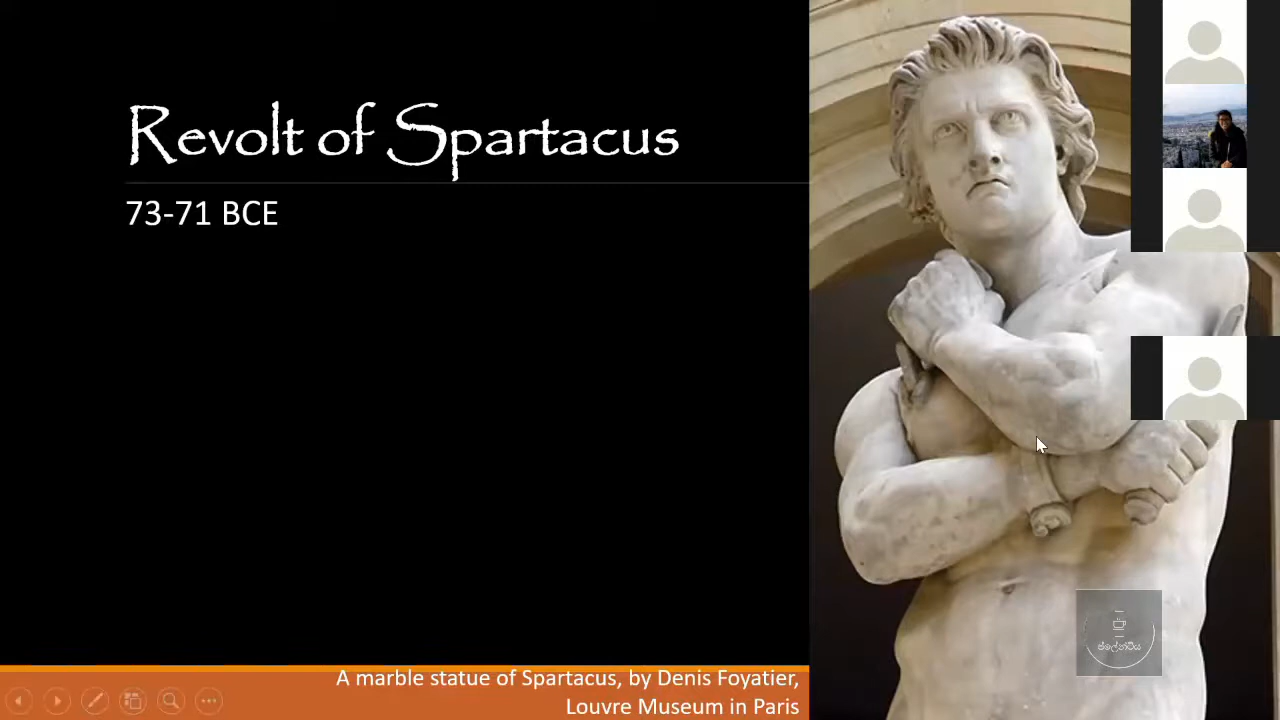 Revolt of Spartacus
73-71 BCE
A marble statue of Spartacus, by Denis Foyatier,
Louvre Museum in Paris